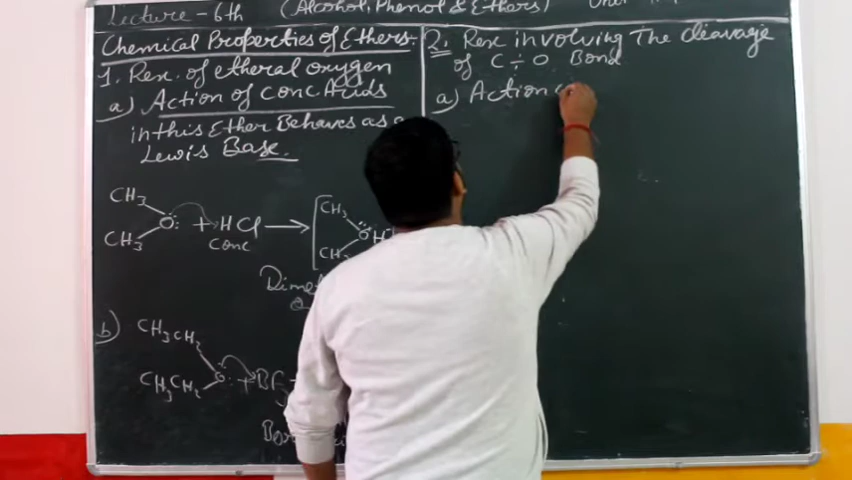 Lecture - 6th (Alcohol, Phenol & Ethers)
Chemical Properties of Ethers:-
1. Rex. of etheral oxygen
a) Action of conc Acids
in this Ether Behaves as a
Lewis Base.
CH3
O: + HCl →
CH3
Conc
CH3
O H
CH3
b) CH3CH2
O: +
CH3CH2
2. Rex involving The cleavage
of C ÷ O Bond
a) Action